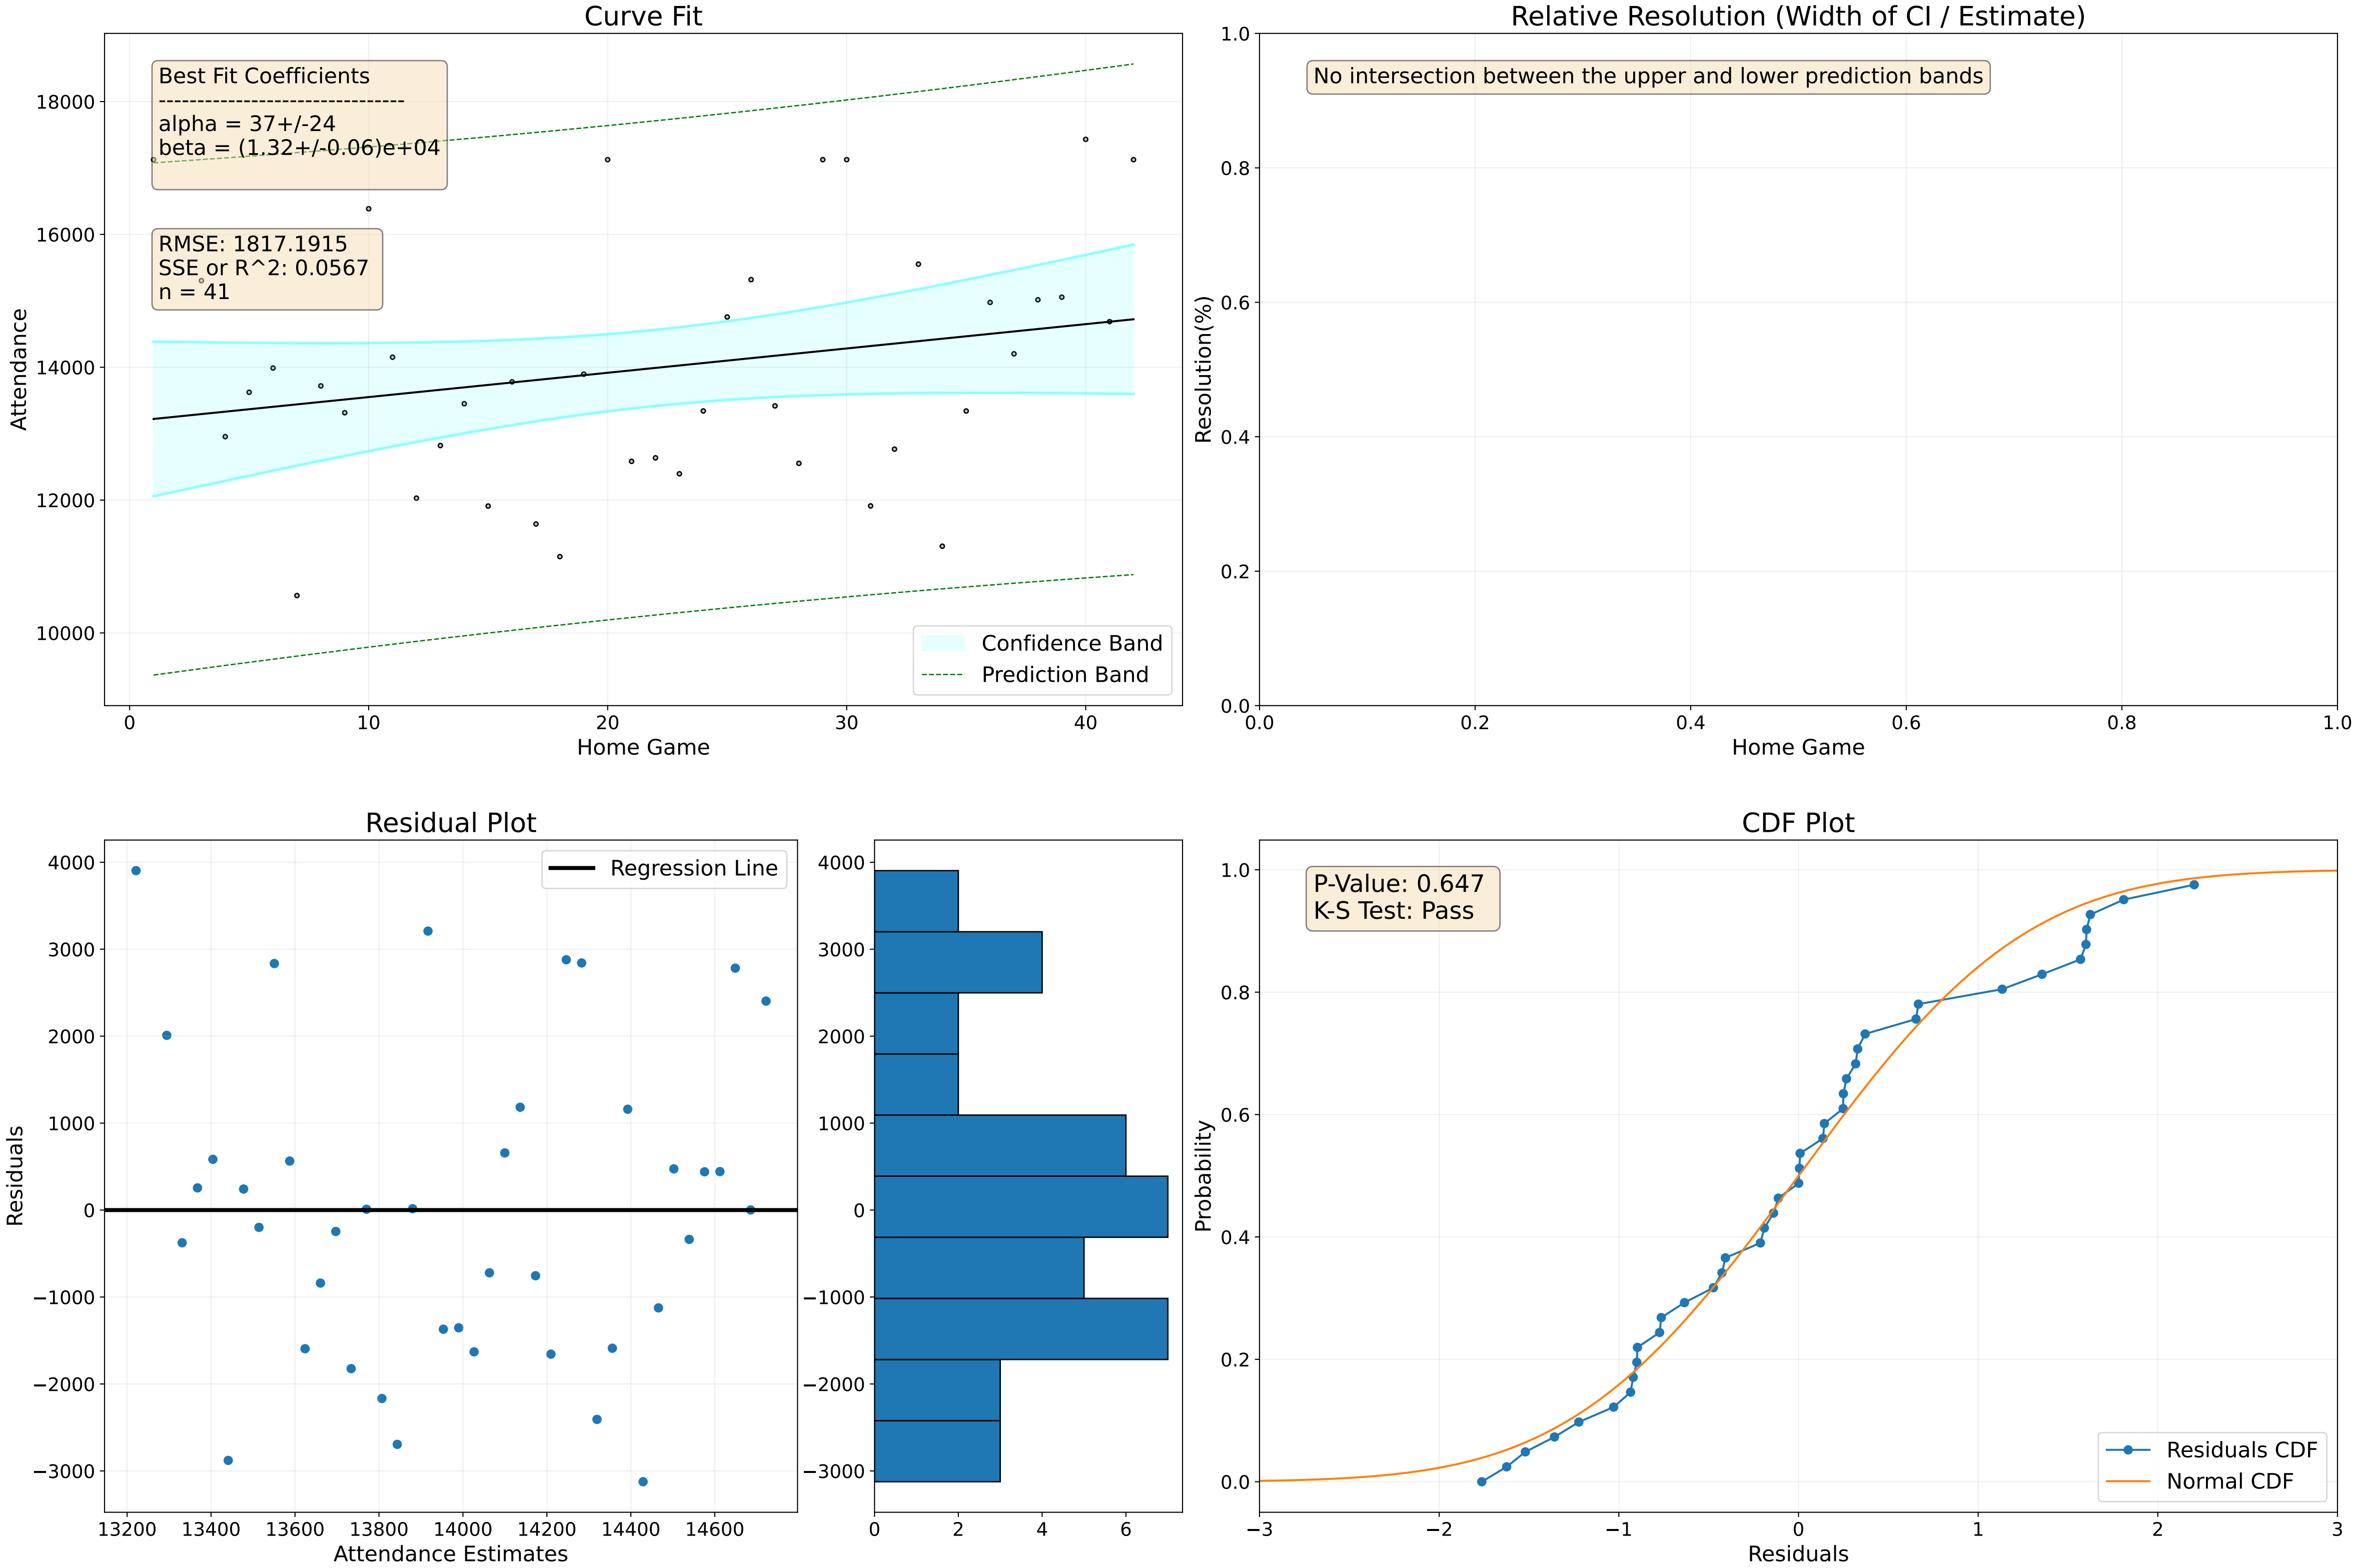 Curve Fit
Best Fit Coefficients
----------------------------
alpha = 37+/-24
beta = (1.32+/-0.06)e+04
RMSE: 1817.1915
SSE or R^2: 0.0567
n = 41
18000
16000
14000
12000
10000
Attendance
Confidence Band
Prediction Band
0 10 20 30 40
Home Game
Relative Resolution (Width of CI / Estimate)
No intersection between the upper and lower prediction bands
1.0
0.8
0.6
0.4
0.2
0.0
Resolution(%)
0.0 0.2 0.4 0.6 0.8 1.0
Home Game
Residual Plot
Regression Line
4000
3000
2000
1000
0
−1000
−2000
−3000
Residuals
13200 13400 13600 13800 14000 14200 14400 14600
Attendance Estimates
4000
3000
2000
1000
0
−1000
−2000
−3000
0 2 4 6
CDF Plot
P-Value: 0.647
K-S Test: Pass
1.0
0.8
0.6
0.4
0.2
0.0
Probability
Residuals CDF
Normal CDF
−3 −2 −1 0 1 2 3
Residuals